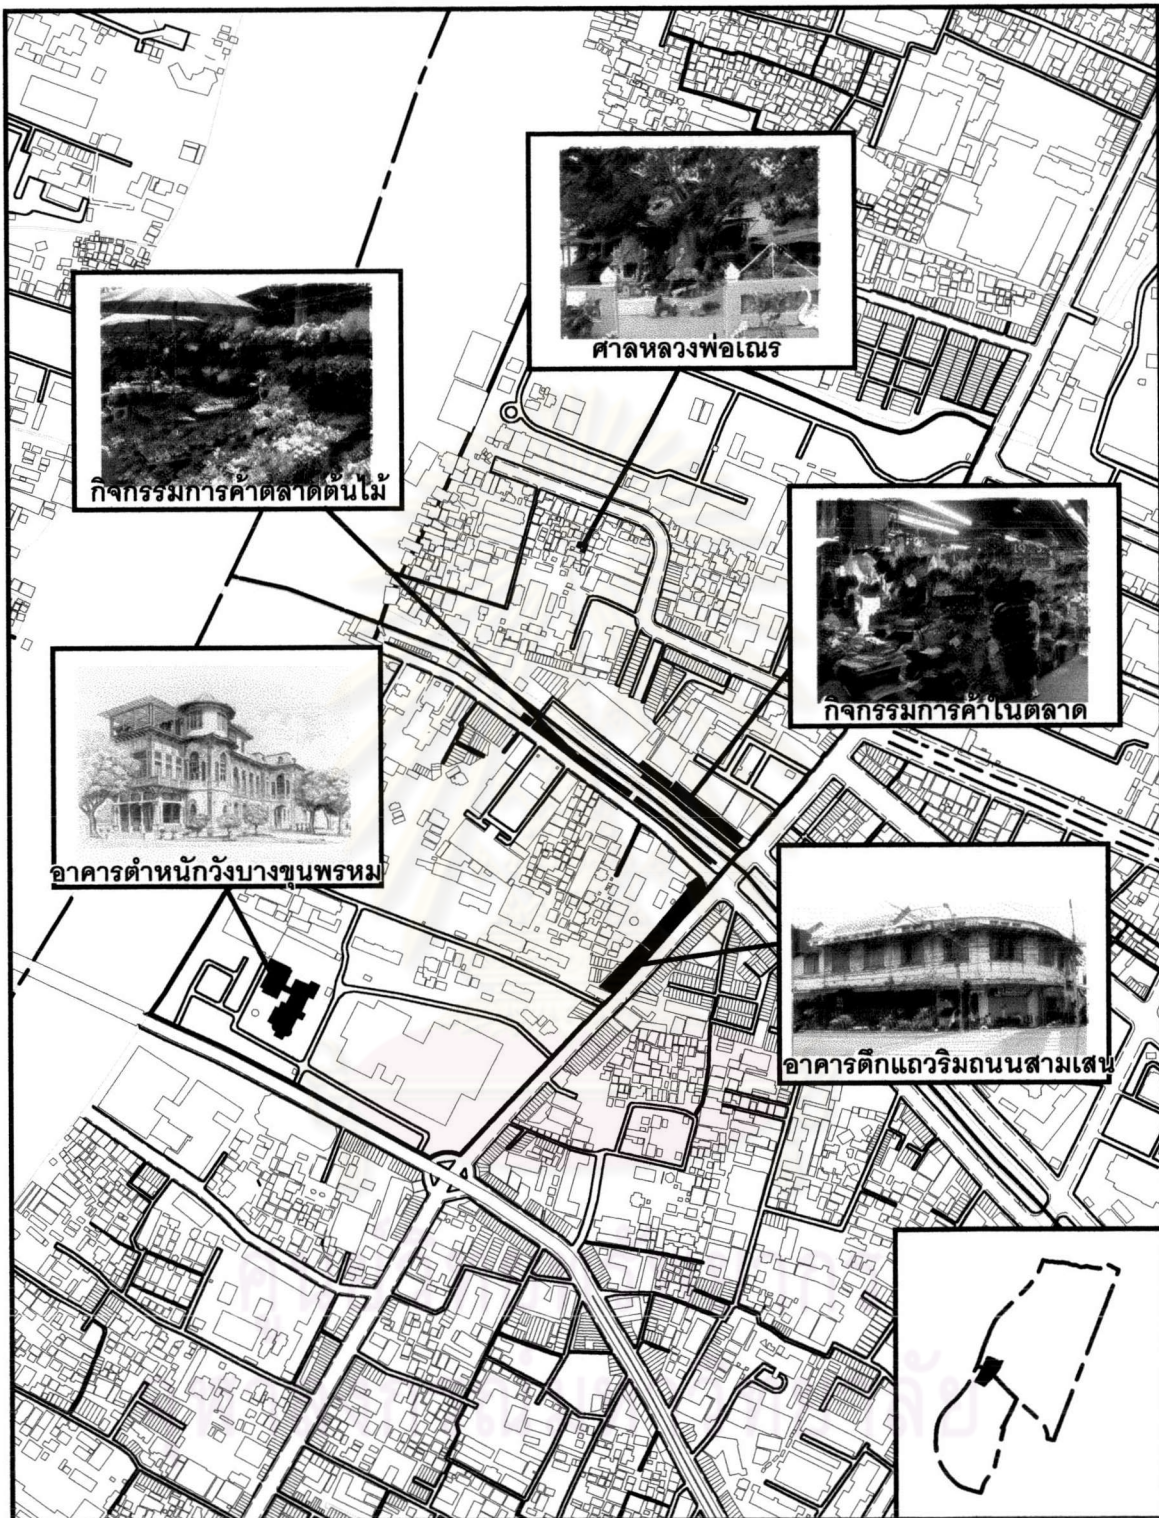 ศาลหลวงพ่อเณร
กิจกรรมการค้าตลาดต้นไม้
กิจกรรมการค้าในตลาด
อาคารตำหนักวังบางขุนพรหม
อาคารตึกแถวริมถนนสามเสน